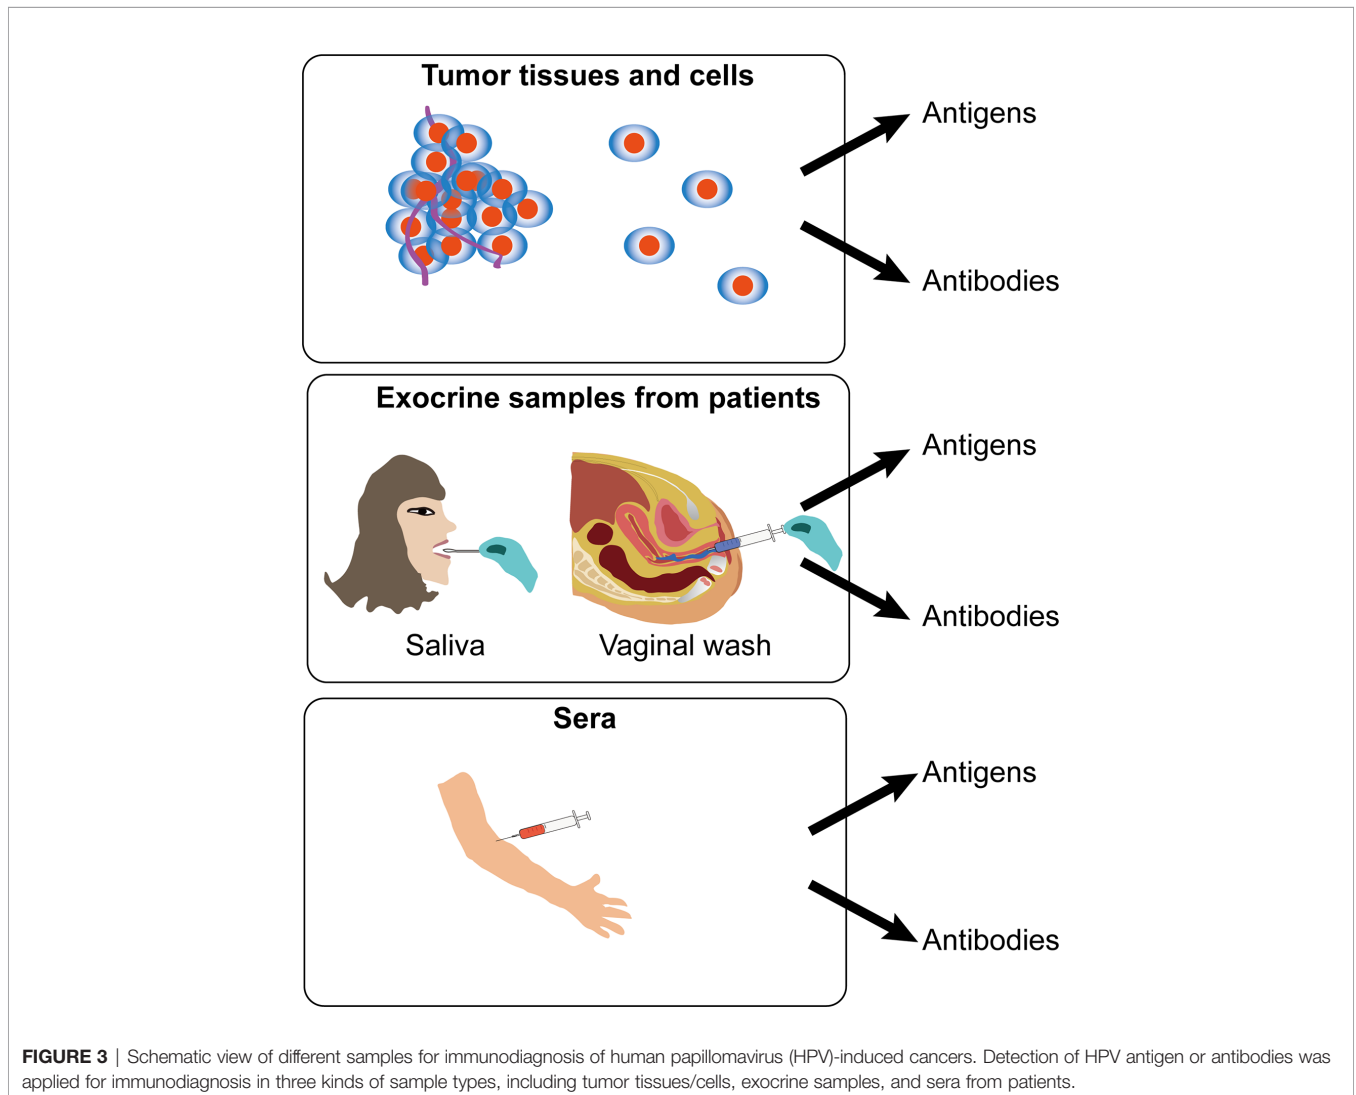 Tumor tissues and cells
Antigens
Antibodies
Exocrine samples from patients
Antigens
Antibodies
Saliva
Vaginal wash
Sera
Antigens
Antibodies
FIGURE 3 | Schematic view of different samples for immunodiagnosis of human papillomavirus (HPV)-induced cancers. Detection of HPV antigen or antibodies was
applied for immunodiagnosis in three kinds of sample types, including tumor tissues/cells, exocrine samples, and sera from patients.